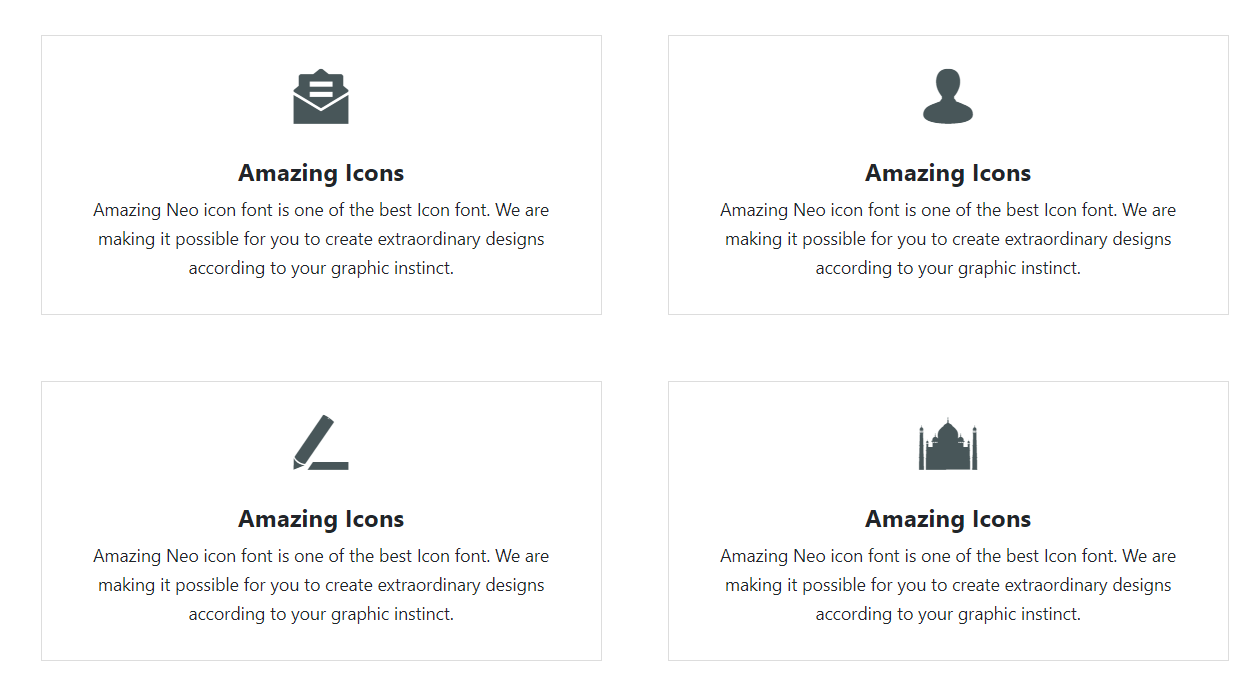 Amazing Icons
Amazing Neo icon font is one of the best Icon font. We are
making it possible for you to create extraordinary designs
according to your graphic instinct.
Amazing Icons
Amazing Neo icon font is one of the best Icon font. We are
making it possible for you to create extraordinary designs
according to your graphic instinct.
Amazing Icons
Amazing Neo icon font is one of the best Icon font. We are
making it possible for you to create extraordinary designs
according to your graphic instinct.
Amazing Icons
Amazing Neo icon font is one of the best Icon font. We are
making it possible for you to create extraordinary designs
according to your graphic instinct.